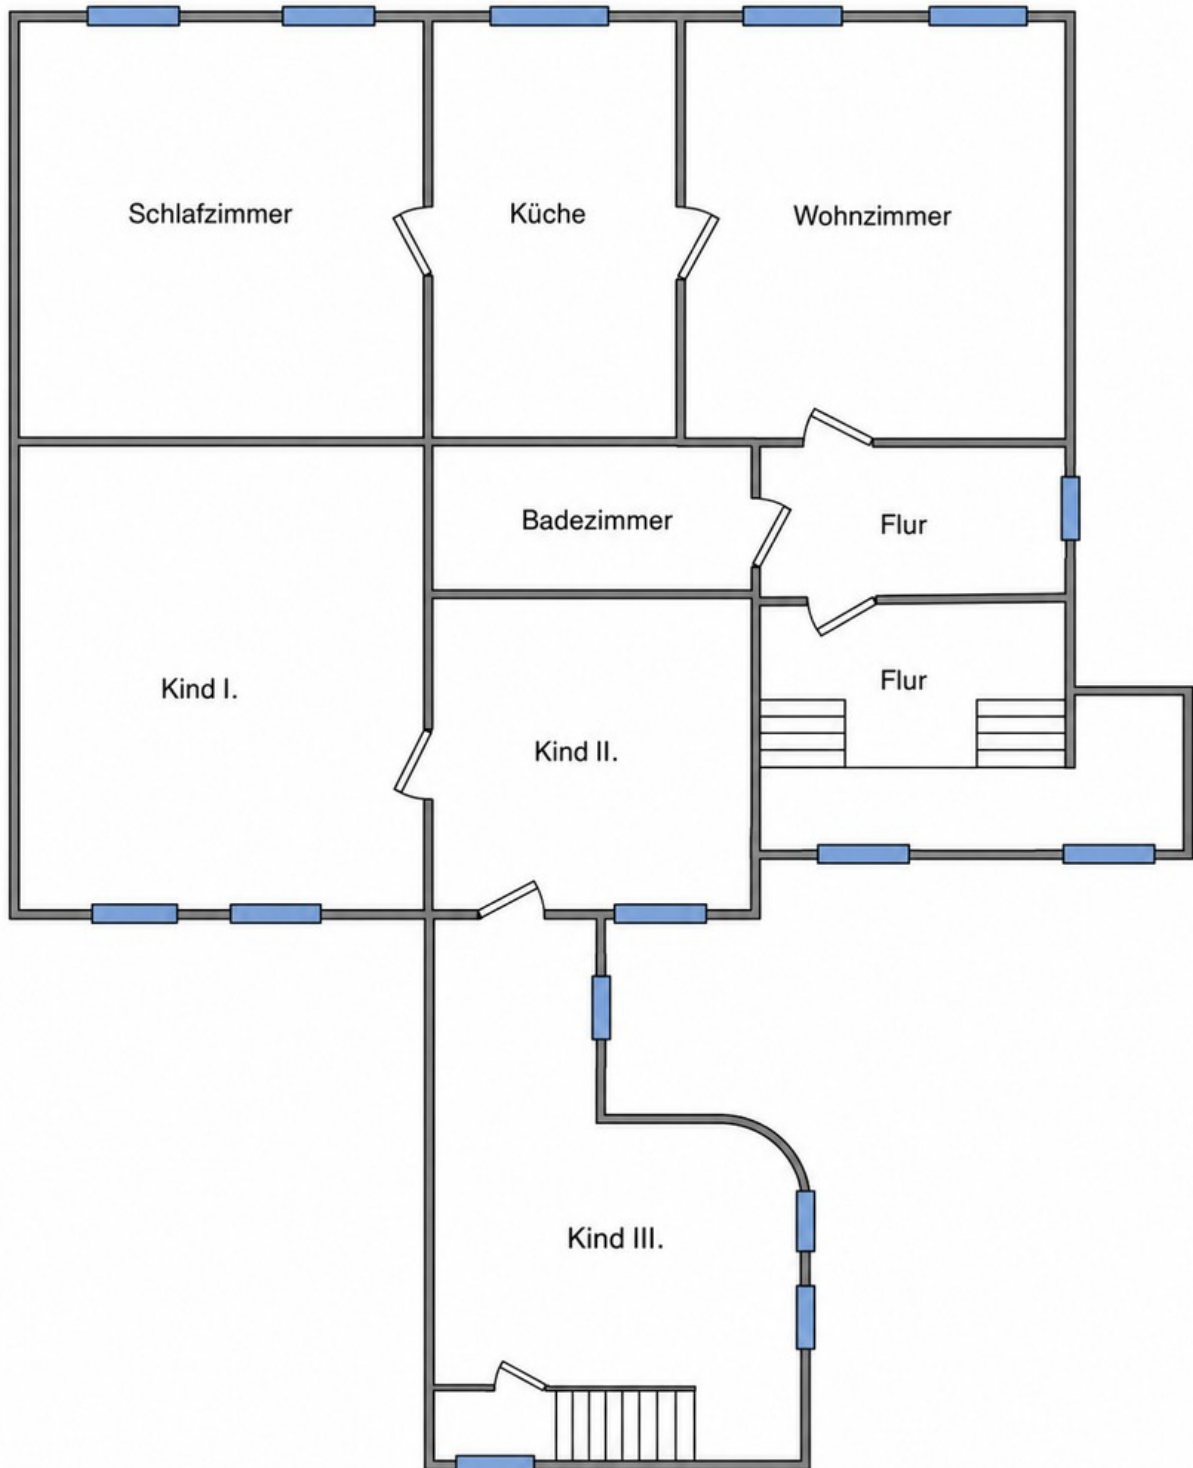 Schlafzimmer
Küche
Wohnzimmer
Badezimmer
Flur
Kind I.
Flur
Kind II.
Kind III.